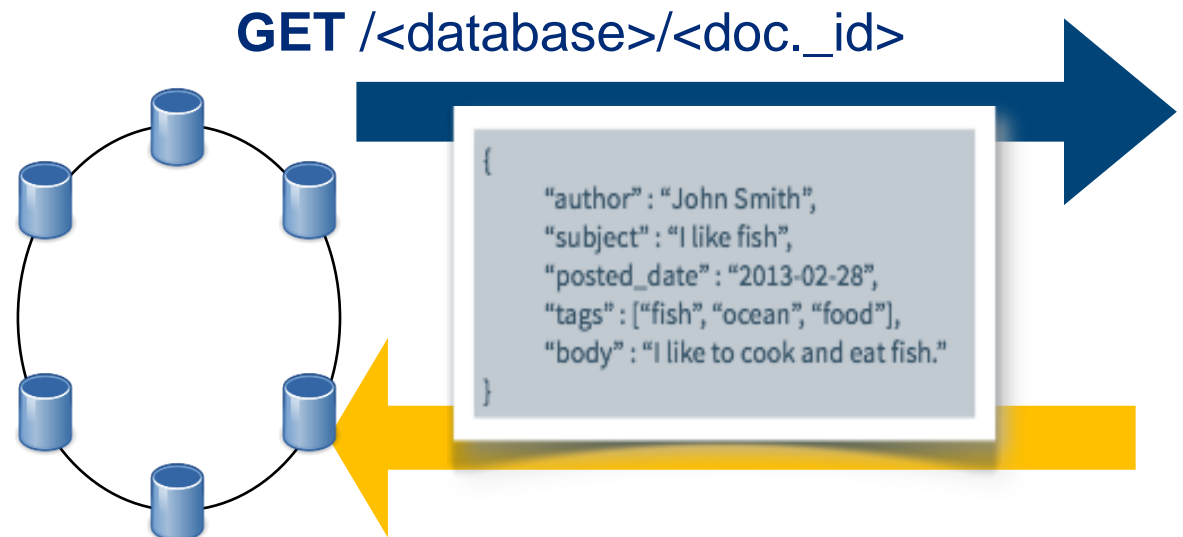 GET /<database>/<doc._id>
{
“author” : “John Smith”,
“subject” : “I like fish”,
“posted_date” : “2013-02-28”,
“tags” : [“fish”, “ocean”, “food”],
“body” : “I like to cook and eat fish.”
}